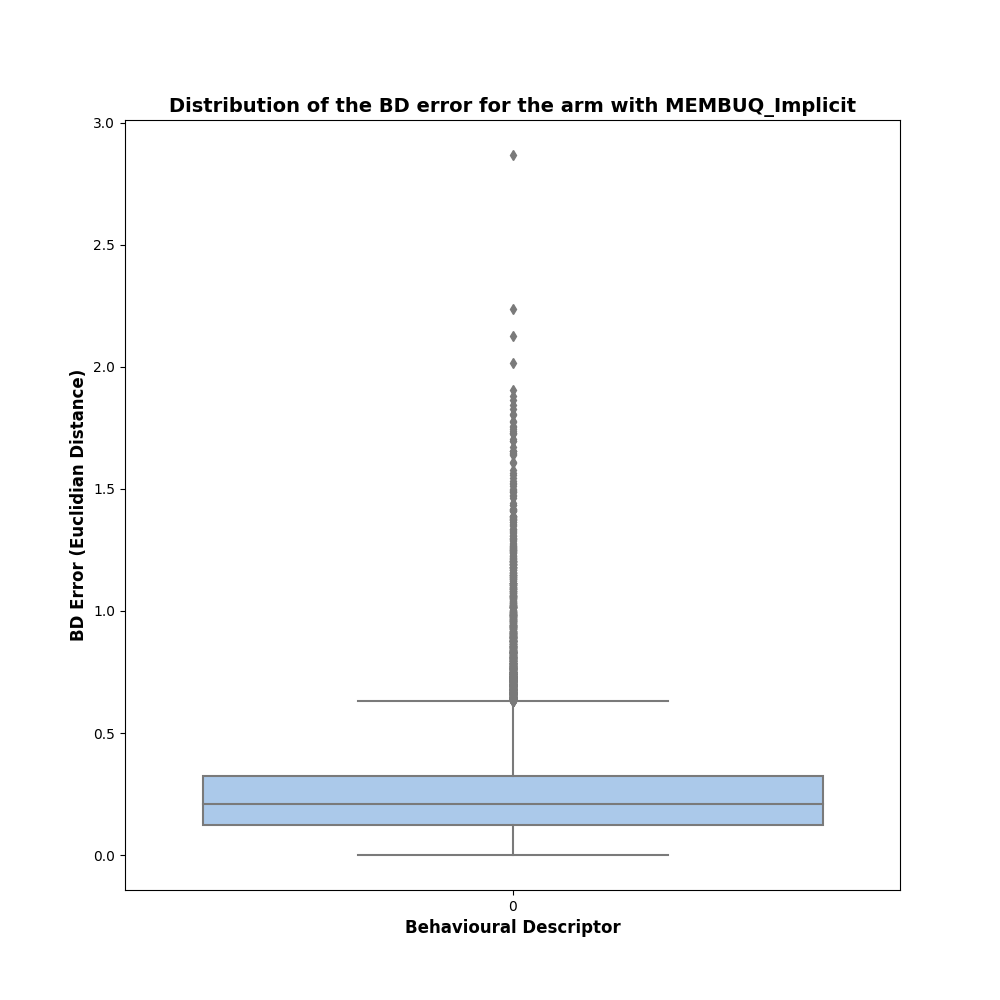 Distribution of the BD error for the arm with MEMBUQ_Implicit
3.0
2.5
2.0
1.5
1.0
0.5
0.0
BD Error (Euclidian Distance)
0
Behavioural Descriptor